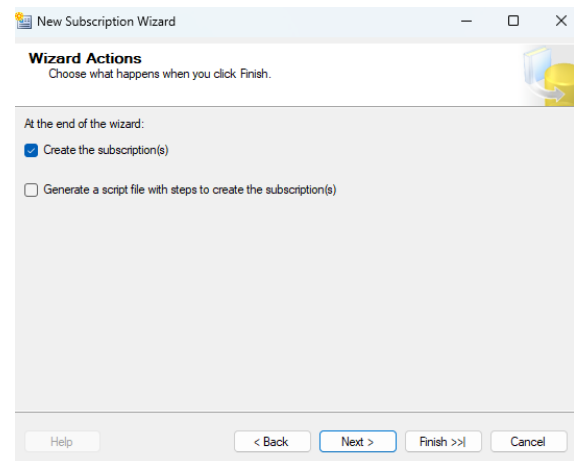 New Subscription Wizard
Wizard Actions
Choose what happens when you click Finish.
At the end of the wizard:
Create the subscription(s)
Generate a script file with steps to create the subscription(s)
Help
< Back
Next >
Finish >>|
Cancel